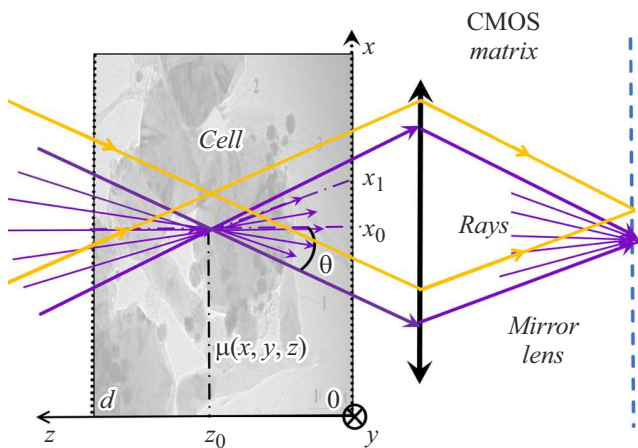 CMOS
matrix
x
Cell
x₁
x₀
Rays
θ
μ(x, y, z)
Mirror
lens
d
0
z
z₀
y